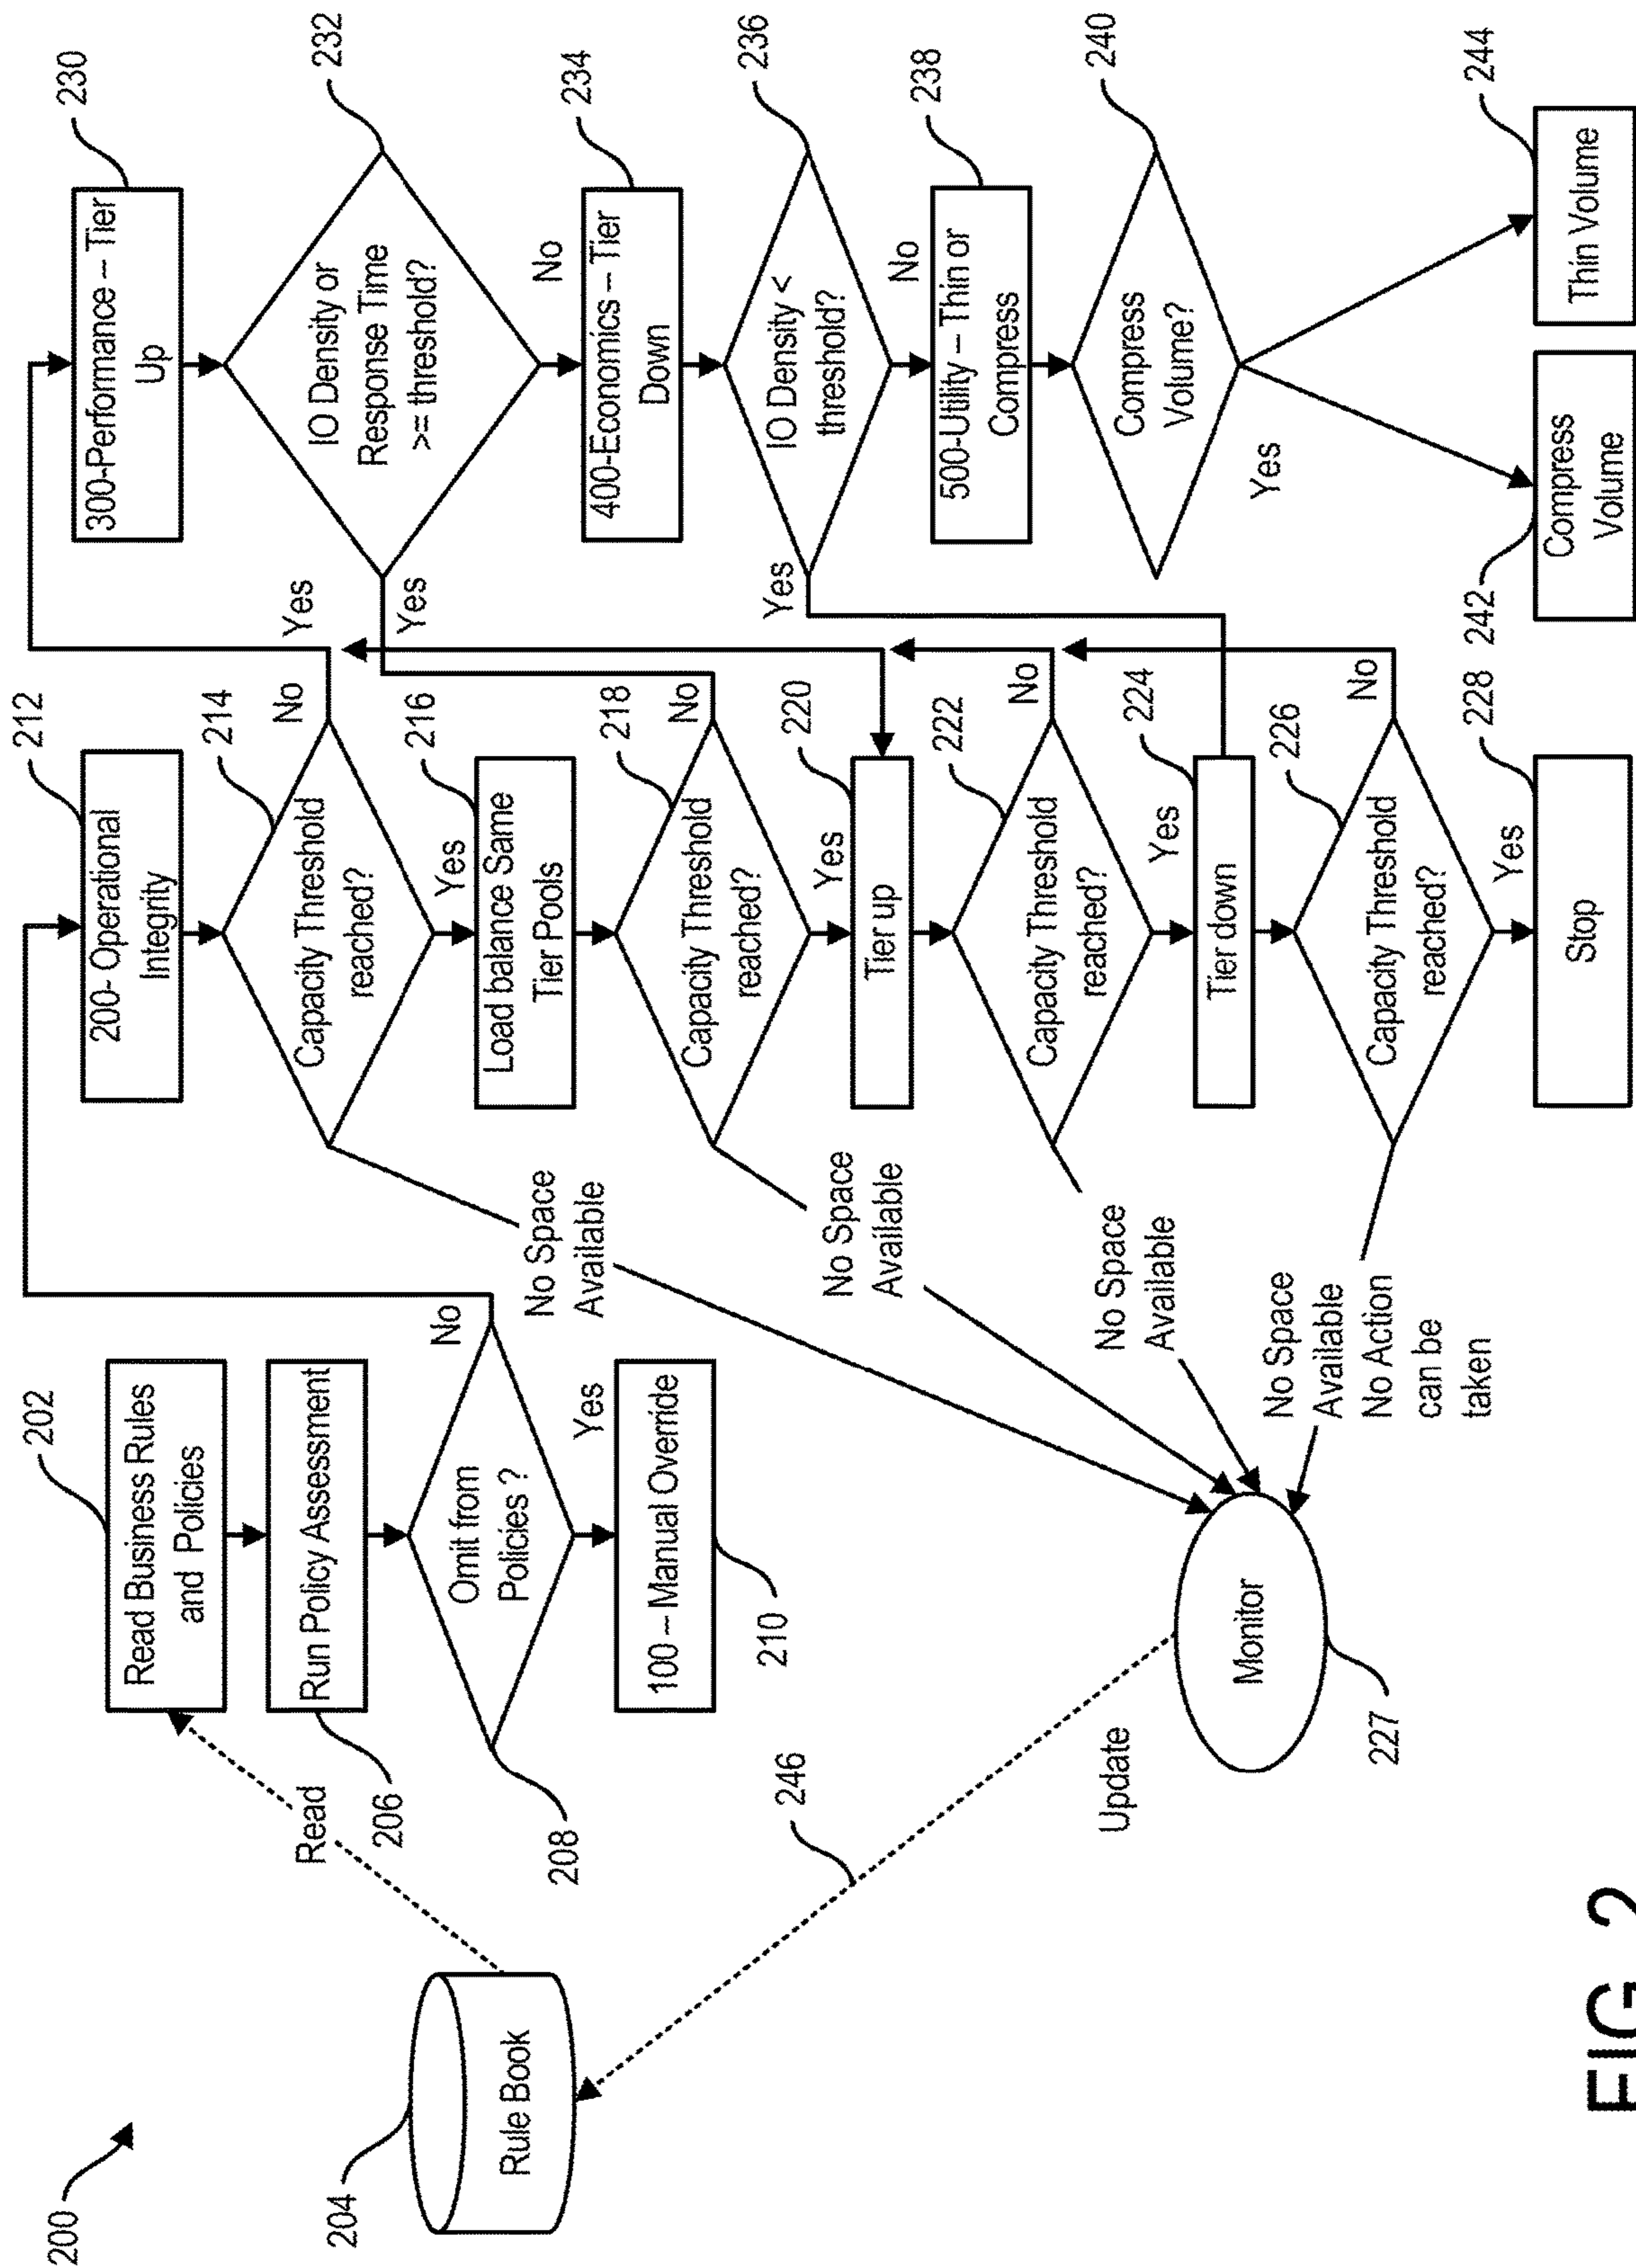 200
204
Rule Book
Read
202
Read Business Rules
and Policies
206
Run Policy Assessment
208
Omit from
Policies ?
No
Yes
100 – Manual Override
210
246
Update
Monitor
227
212
200- Operational
Integrity
214
Capacity Threshold
reached?
No
Yes
No Space
Available
216
Load balance Same
Tier Pools
218
Capacity Threshold
reached?
No
Yes
No Space
Available
220
Tier up
222
Capacity Threshold
reached?
No
Yes
No Space
Available
224
Tier down
226
Capacity Threshold
reached?
No
Yes
No Space
Available
No Action
can be
taken
228
Stop
230
300-Performance – Tier
Up
232
IO Density or
Response Time
>= threshold?
Yes
Yes
No
234
400-Economics – Tier
Down
236
IO Density <
threshold?
Yes
No
238
500-Utility – Thin or
Compress
240
Compress
Volume?
Yes
242
Compress
Volume
244
Thin Volume
FIG. 2